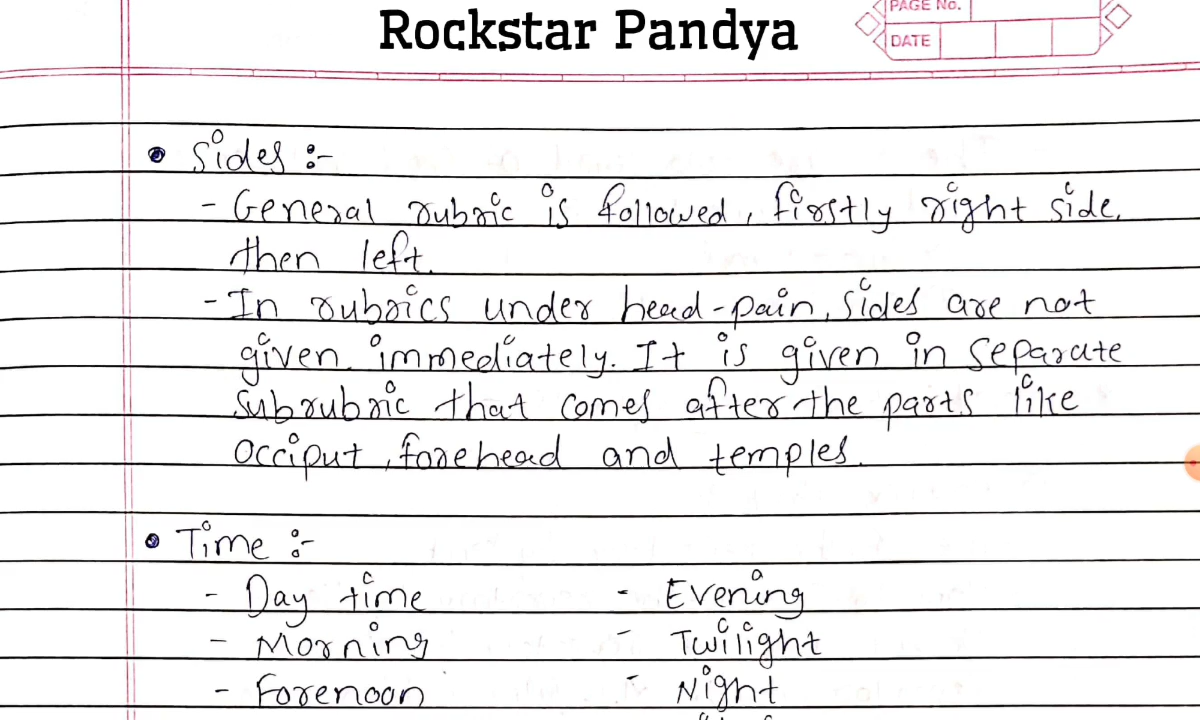 PAGE No.
Rockstar Pandya
DATE
• Sides :-
- General rubric is followed, firstly right side,
then left.
- In rubrics under head-pain, sides are not
given immediately. It is given in separate
subrubric that comes after the parts like
occiput, forehead and temples.
• Time :-
- Day time - Evening
- Morning - Twilight
- Forenoon - Night